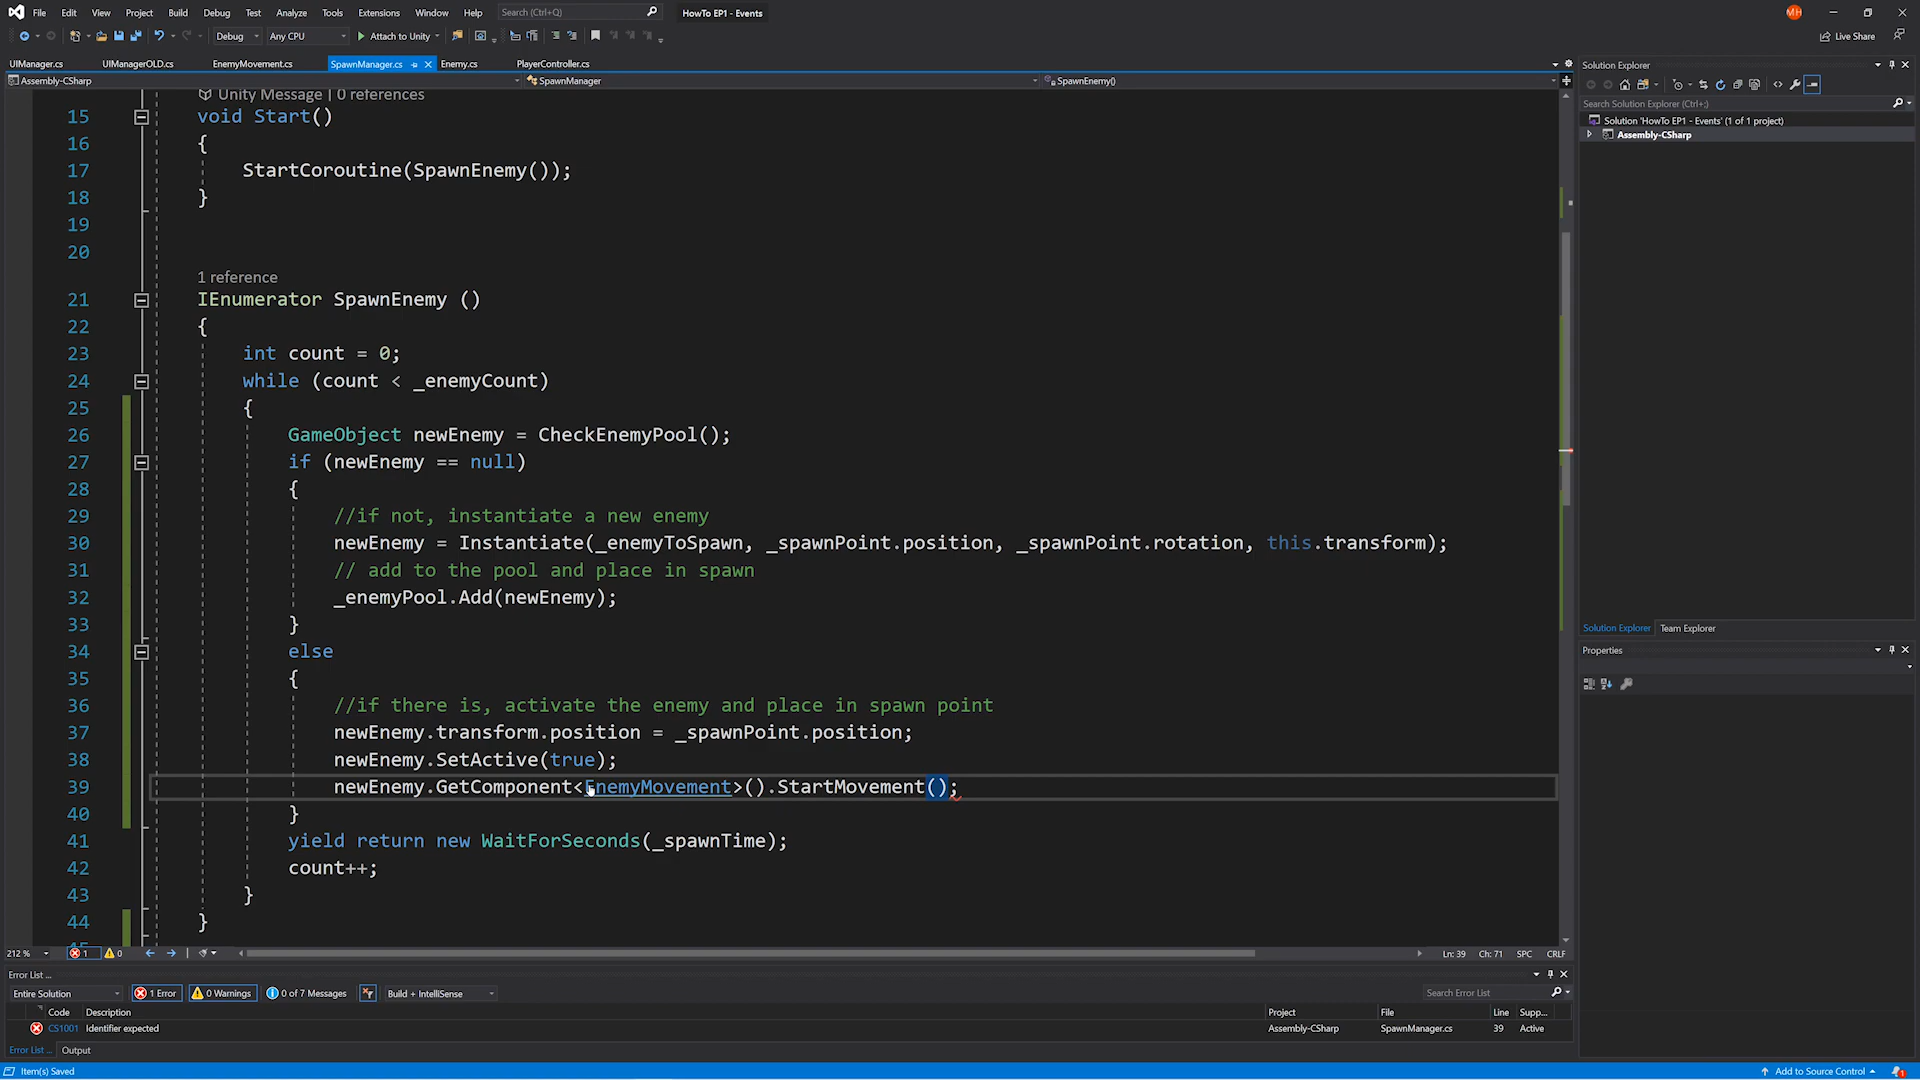 File Edit View Project Build Debug Test Analyze Tools Extensions Window Help Search (Ctrl+Q) HowTo EP1 - Events MH
Debug Any CPU Attach to Unity Live Share
UIManager.cs UIManagerOLD.cs EnemyMovement.cs SpawnManager.cs Enemy.cs PlayerController.cs
Assembly-CSharp SpawnManager SpawnEnemy()
Unity Message | 0 references
15 void Start()
16 {
17 StartCoroutine(SpawnEnemy());
18 }
19
20
1 reference
21 IEnumerator SpawnEnemy ()
22 {
23 int count = 0;
24 while (count < _enemyCount)
25 {
26 GameObject newEnemy = CheckEnemyPool();
27 if (newEnemy == null)
28 {
29 //if not, instantiate a new enemy
30 newEnemy = Instantiate(_enemyToSpawn, _spawnPoint.position, _spawnPoint.rotation, this.transform);
31 // add to the pool and place in spawn
32 _enemyPool.Add(newEnemy);
33 }
34 else
35 {
36 //if there is, activate the enemy and place in spawn point
37 newEnemy.transform.position = _spawnPoint.position;
38 newEnemy.SetActive(true);
39 newEnemy.GetComponent<EnemyMovement>().StartMovement();
40 }
41 yield return new WaitForSeconds(_spawnTime);
42 count++;
43 }
44 }
212 % 1 0 Ln: 39 Ch: 71 SPC CRLF
Error List ...
Entire Solution 1 Error 0 Warnings 0 of 7 Messages Build + IntelliSense Search Error List
Code Description Project File Line Supp...
CS1001 Identifier expected Assembly-CSharp SpawnManager.cs 39 Active
Error List ... Output
Item(s) Saved Add to Source Control 1
Solution Explorer
Search Solution Explorer (Ctrl+;)
Solution 'HowTo EP1 - Events' (1 of 1 project)
Assembly-CSharp
Solution Explorer Team Explorer
Properties